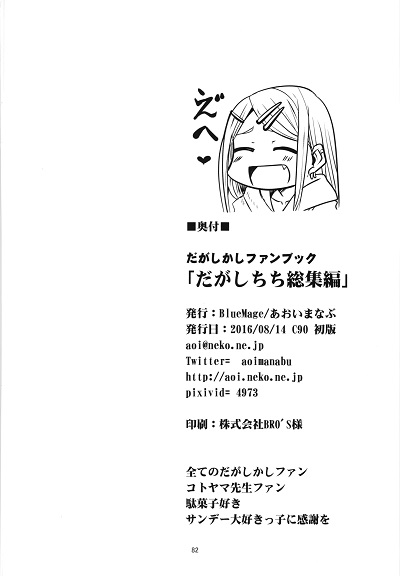 えへ♥
■奥付■
だがしかしファンブック
「だがしちち総集編」
発行：BlueMage/あおいまなぶ
発行日：2016/08/14 C90 初版
aoi@neko.ne.jp
Twitter= aoimanabu
http://aoi.neko.ne.jp
pixivid= 4973
印刷：株式会社BRO'S様
全てのだがしかしファン
コトヤマ先生ファン
駄菓子好き
サンデー大好きっ子に感謝を
82